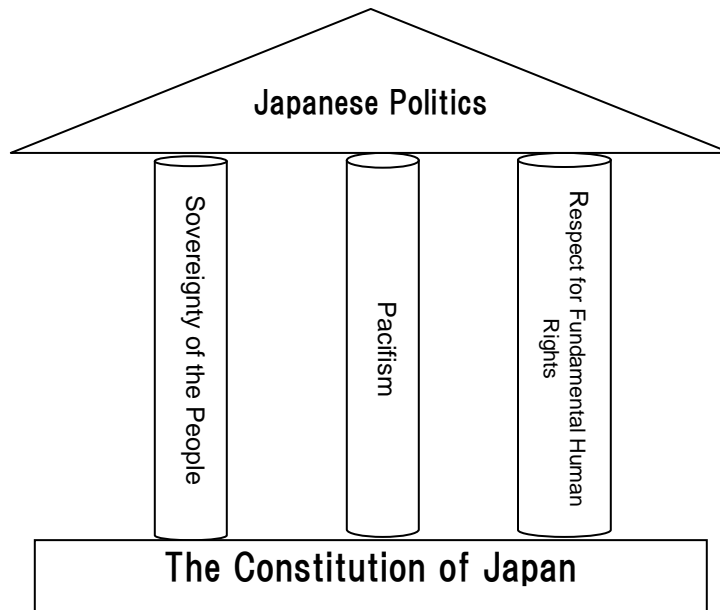 Japanese Politics
Sovereignty of the People
Pacifism
Respect for Fundamental Human
Rights
The Constitution of Japan